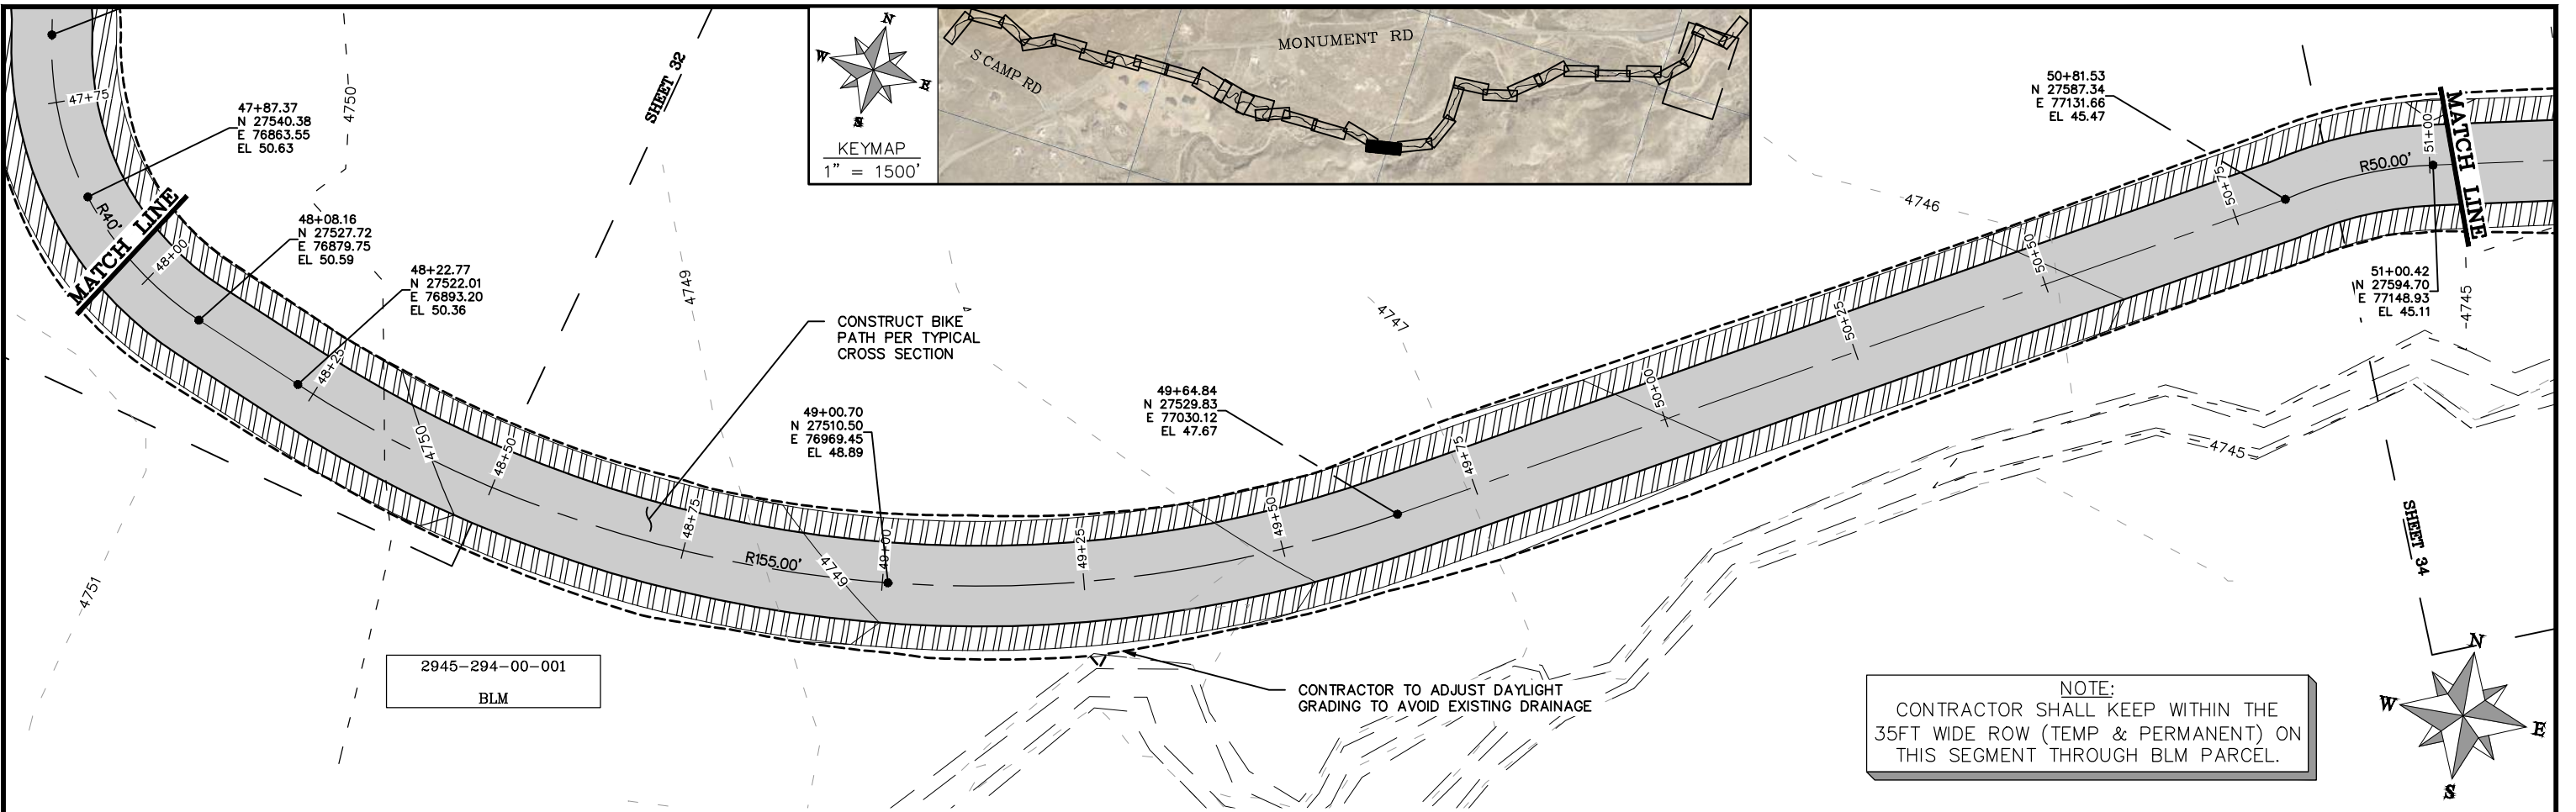 47+75
47+87.37
N 27540.38
E 76863.55
EL 50.63
4750
SHEET 32
N
W
E
S
KEYMAP
1" = 1500'
S CAMP RD
MONUMENT RD
50+81.53
N 27587.34
E 77131.66
EL 45.47
MATCH LINE
51+00
R50.00'
R40'
MATCH LINE
48+00
48+08.16
N 27527.72
E 76879.75
EL 50.59
48+22.77
N 27522.01
E 76893.20
EL 50.36
48+25
4749
4
CONSTRUCT BIKE
PATH PER TYPICAL
CROSS SECTION
4747
4746
50+75
50+50
50+25
51+00.42
N 27594.70
E 77148.93
EL 45.11
4745
49+00.70
N 27510.50
E 76969.45
EL 48.89
49+64.84
N 27529.83
E 77030.12
EL 47.67
50+00
49+75
4750
48+50
48+75
R155.00'
4749
49+00
49+25
49+50
4745
SHEET 34
4751
2945-294-00-001
BLM
CONTRACTOR TO ADJUST DAYLIGHT
GRADING TO AVOID EXISTING DRAINAGE
NOTE:
CONTRACTOR SHALL KEEP WITHIN THE
35FT WIDE ROW (TEMP & PERMANENT) ON
THIS SEGMENT THROUGH BLM PARCEL.
N
W
E
S